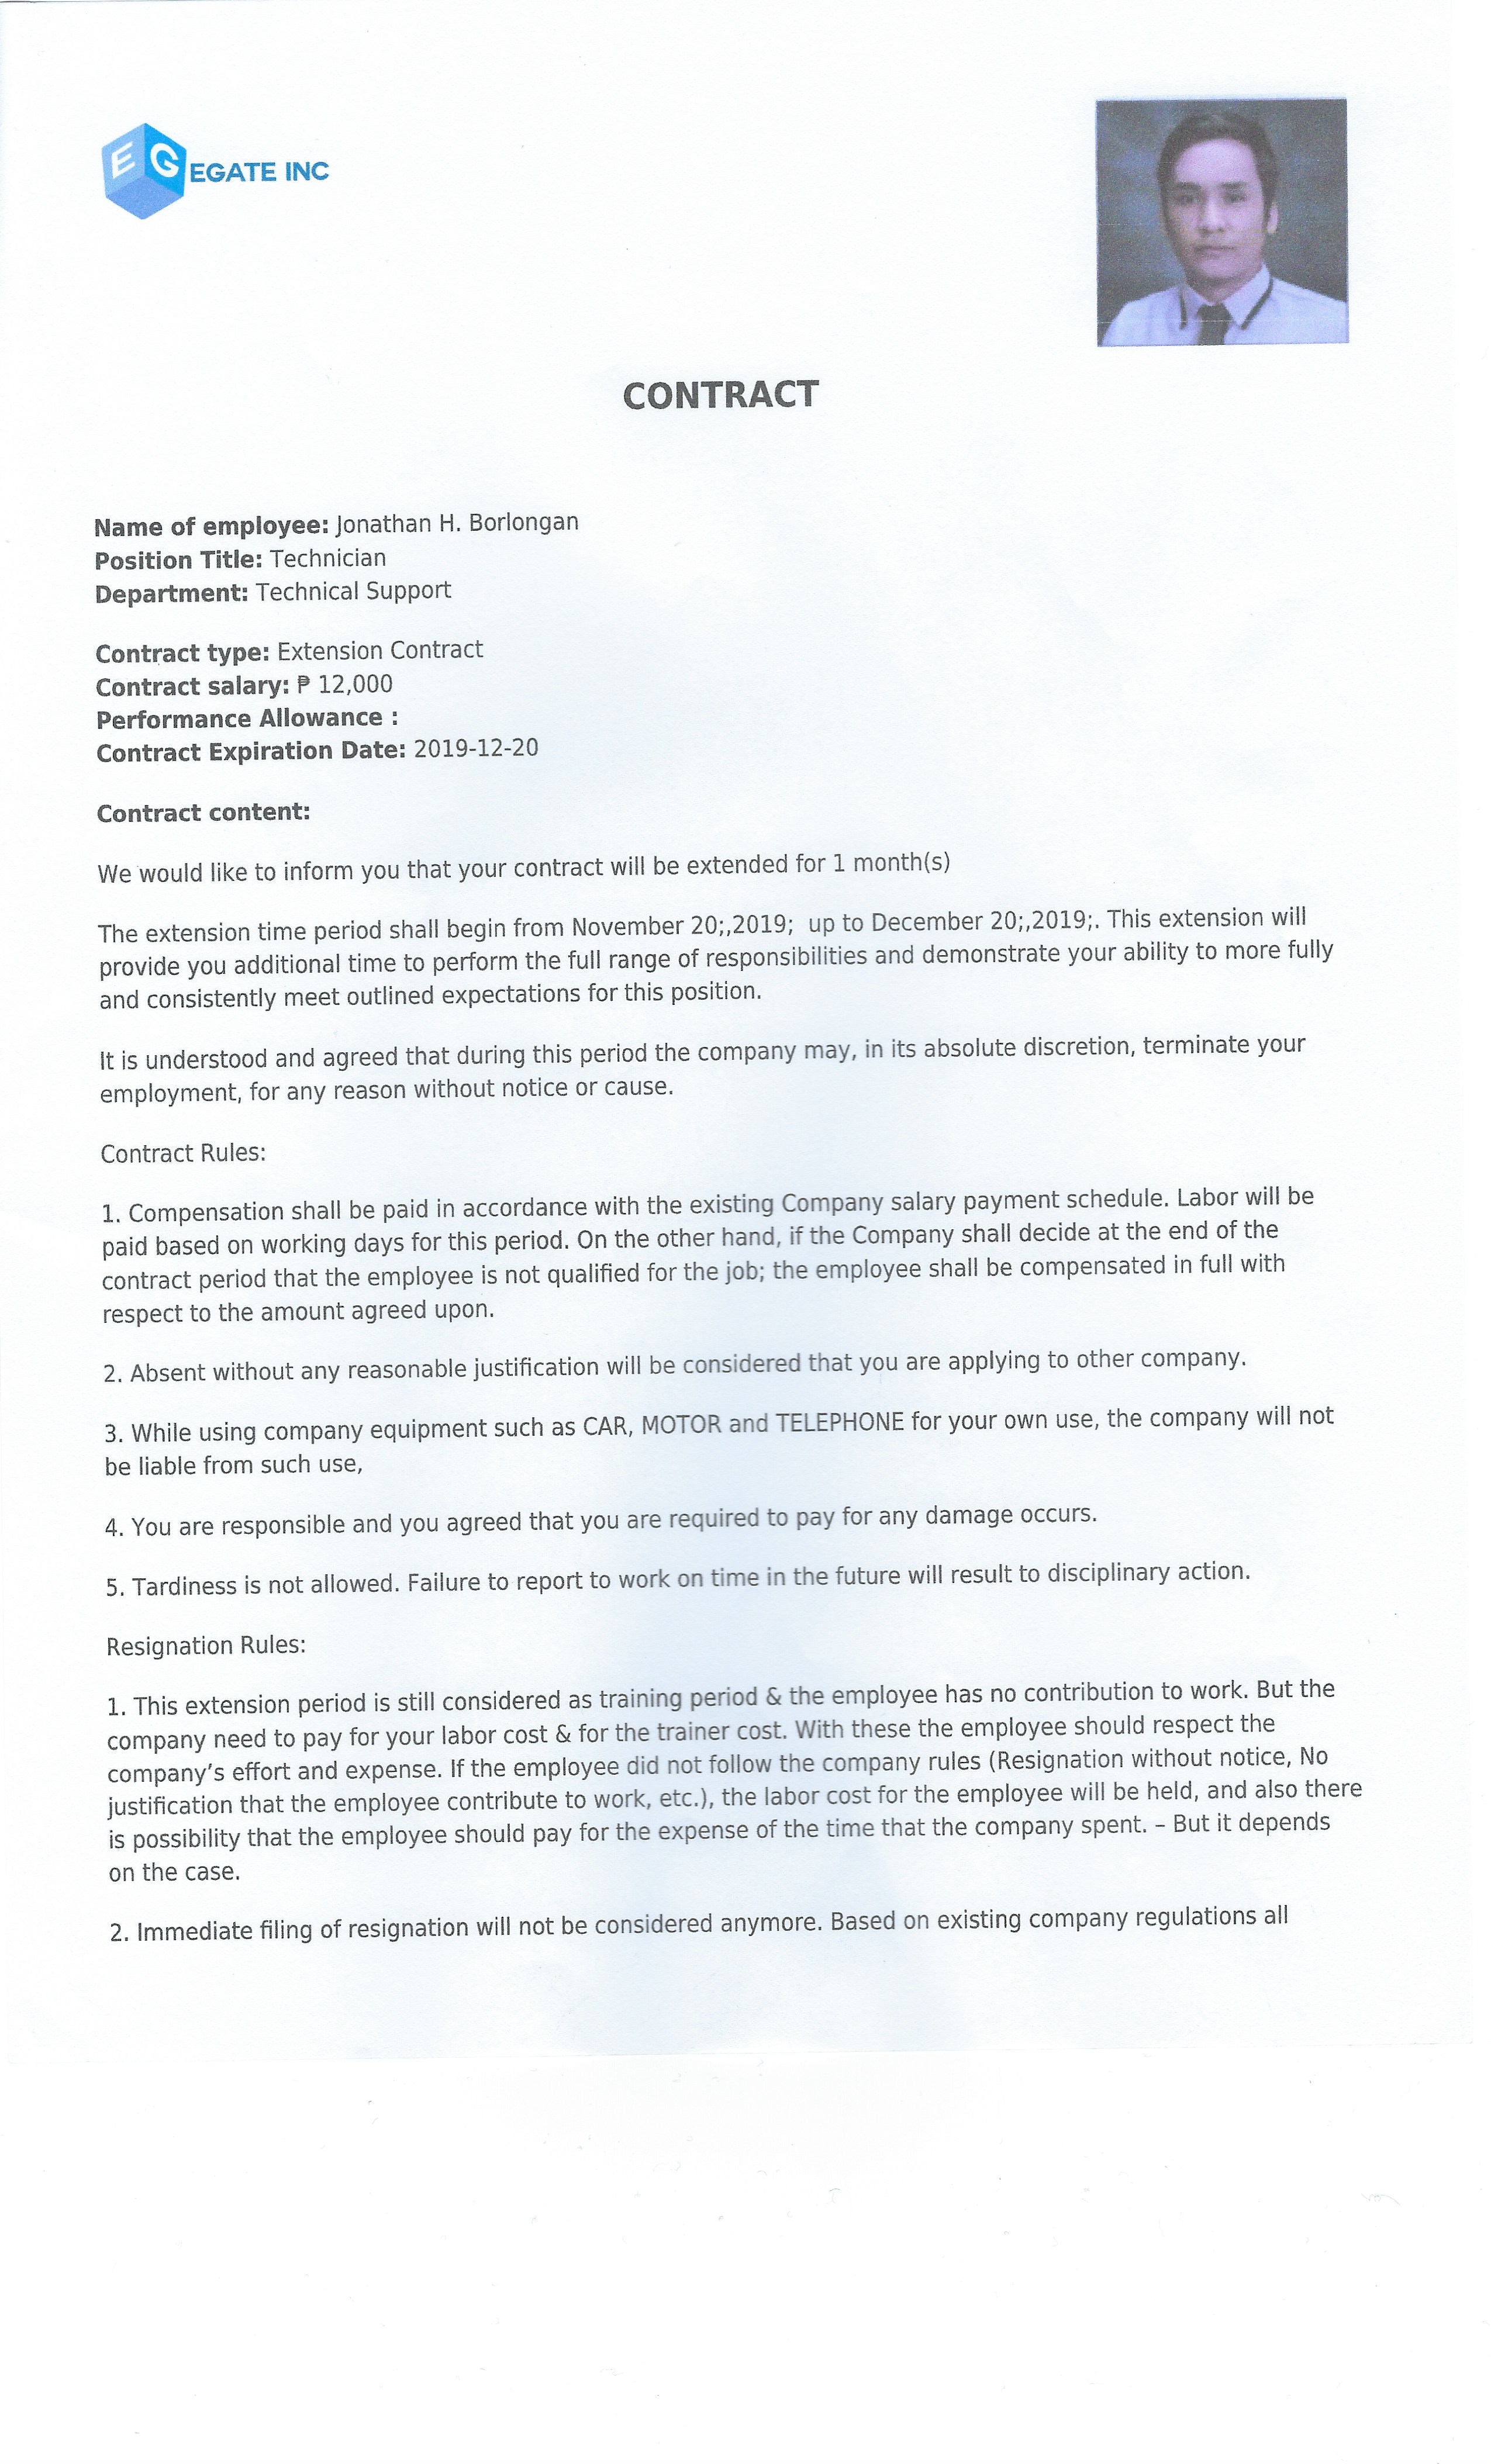 E G EGATE INC
CONTRACT
Name of employee: Jonathan H. Borlongan
Position Title: Technician
Department: Technical Support
Contract type: Extension Contract
Contract salary: ₱ 12,000
Performance Allowance :
Contract Expiration Date: 2019-12-20
Contract content:
We would like to inform you that your contract will be extended for 1 month(s)
The extension time period shall begin from November 20;,2019;  up to December 20;,2019;. This extension will
provide you additional time to perform the full range of responsibilities and demonstrate your ability to more fully
and consistently meet outlined expectations for this position.
It is understood and agreed that during this period the company may, in its absolute discretion, terminate your
employment, for any reason without notice or cause.
Contract Rules:
1. Compensation shall be paid in accordance with the existing Company salary payment schedule. Labor will be
paid based on working days for this period. On the other hand, if the Company shall decide at the end of the
contract period that the employee is not qualified for the job; the employee shall be compensated in full with
respect to the amount agreed upon.
2. Absent without any reasonable justification will be considered that you are applying to other company.
3. While using company equipment such as CAR, MOTOR and TELEPHONE for your own use, the company will not
be liable from such use,
4. You are responsible and you agreed that you are required to pay for any damage occurs.
5. Tardiness is not allowed. Failure to report to work on time in the future will result to disciplinary action.
Resignation Rules:
1. This extension period is still considered as training period & the employee has no contribution to work. But the
company need to pay for your labor cost & for the trainer cost. With these the employee should respect the
company’s effort and expense. If the employee did not follow the company rules (Resignation without notice, No
justification that the employee contribute to work, etc.), the labor cost for the employee will be held, and also there
is possibility that the employee should pay for the expense of the time that the company spent. – But it depends
on the case.
2. Immediate filing of resignation will not be considered anymore. Based on existing company regulations all